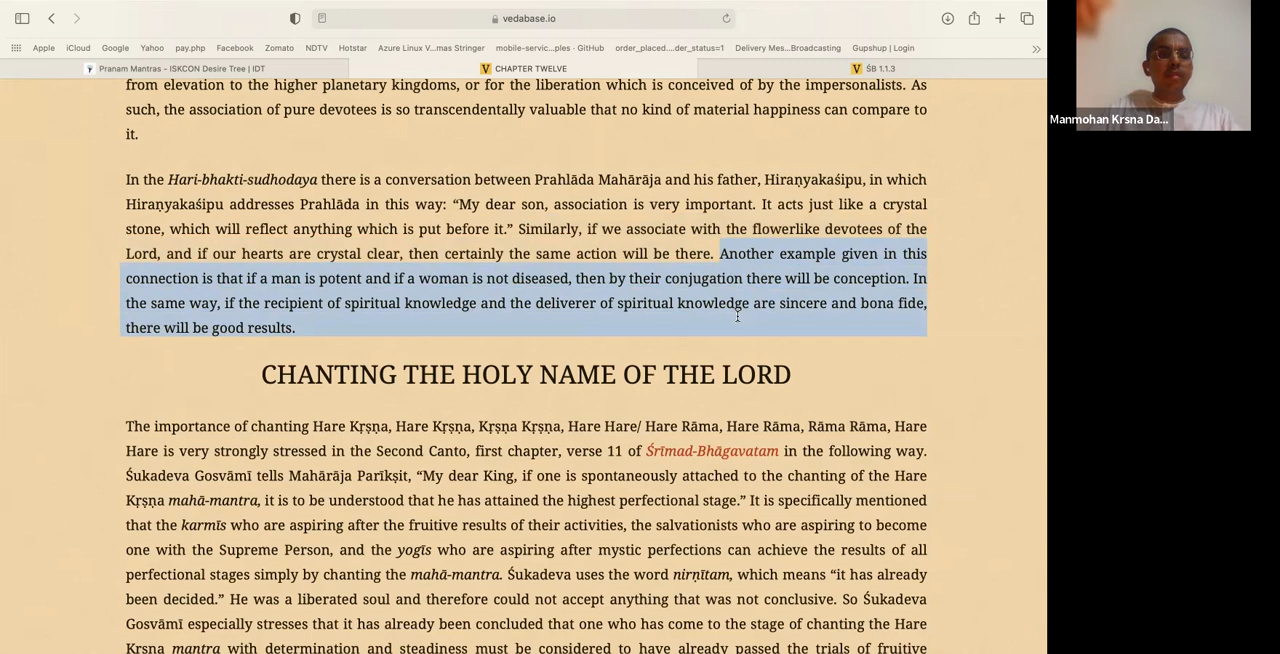 vedabase.io
Apple iCloud Google Yahoo pay.php Facebook Zomato NDTV Hotstar Azure Linux V...mas Stringer mobile-servic...ples · GitHub order_placed....der_status=1 Delivery Mes...Broadcasting Gupshup | Login
Pranam Mantras - ISKCON Desire Tree | IDT CHAPTER TWELVE ŚB 1.1.3
from elevation to the higher planetary kingdoms, or for the liberation which is conceived of by the impersonalists. As
such, the association of pure devotees is so transcendentally valuable that no kind of material happiness can compare to
it.
In the Hari-bhakti-sudhodaya there is a conversation between Prahlāda Mahārāja and his father, Hiraṇyakaśipu, in which
Hiraṇyakaśipu addresses Prahlāda in this way: “My dear son, association is very important. It acts just like a crystal
stone, which will reflect anything which is put before it.” Similarly, if we associate with the flowerlike devotees of the
Lord, and if our hearts are crystal clear, then certainly the same action will be there. Another example given in this
connection is that if a man is potent and if a woman is not diseased, then by their conjugation there will be conception. In
the same way, if the recipient of spiritual knowledge and the deliverer of spiritual knowledge are sincere and bona fide,
there will be good results.
CHANTING THE HOLY NAME OF THE LORD
The importance of chanting Hare Kṛṣṇa, Hare Kṛṣṇa, Kṛṣṇa Kṛṣṇa, Hare Hare/ Hare Rāma, Hare Rāma, Rāma Rāma, Hare
Hare is very strongly stressed in the Second Canto, first chapter, verse 11 of Śrīmad-Bhāgavatam in the following way.
Śukadeva Gosvāmī tells Mahārāja Parīkṣit, “My dear King, if one is spontaneously attached to the chanting of the Hare
Kṛṣṇa mahā-mantra, it is to be understood that he has attained the highest perfectional stage.” It is specifically mentioned
that the karmīs who are aspiring after the fruitive results of their activities, the salvationists who are aspiring to become
one with the Supreme Person, and the yogīs who are aspiring after mystic perfections can achieve the results of all
perfectional stages simply by chanting the mahā-mantra. Śukadeva uses the word nirṇītam, which means “it has already
been decided.” He was a liberated soul and therefore could not accept anything that was not conclusive. So Śukadeva
Gosvāmī especially stresses that it has already been concluded that one who has come to the stage of chanting the Hare
Kṛṣṇa mantra with determination and steadiness must be considered to have already passed the trials of fruitive
Manmohan Krsna Da...